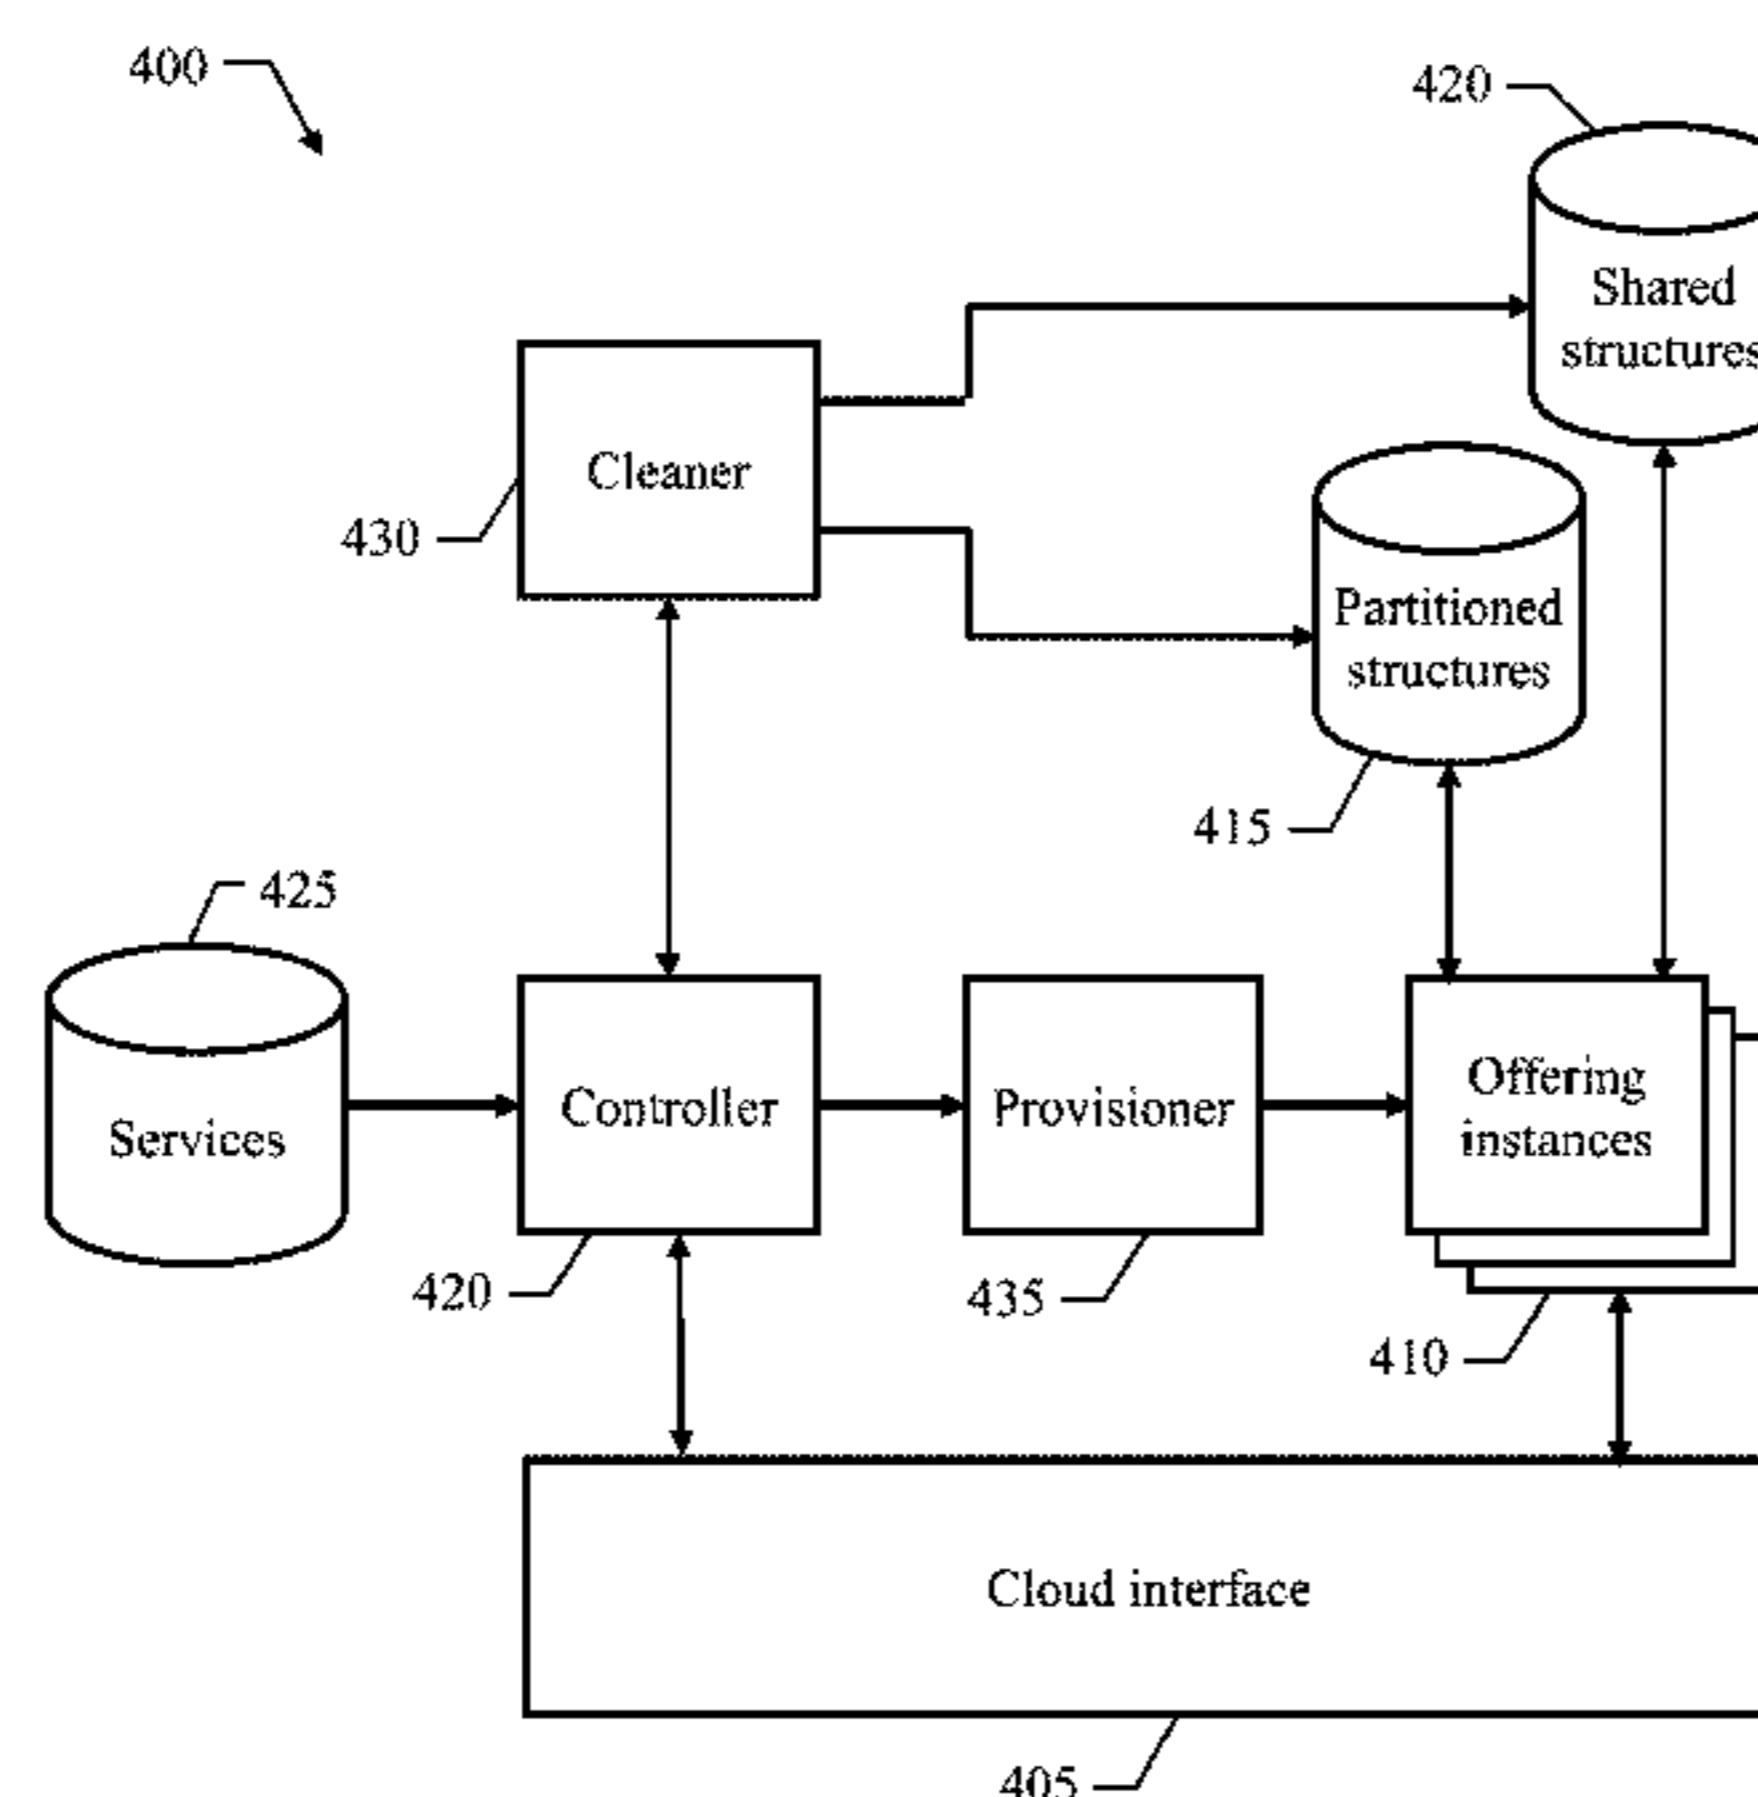 400
420
Shared
structures
Cleaner
430
Partitioned
structures
415
425
Services
Controller
Provisioner
Offering
instances
420
435
410
Cloud interface
405